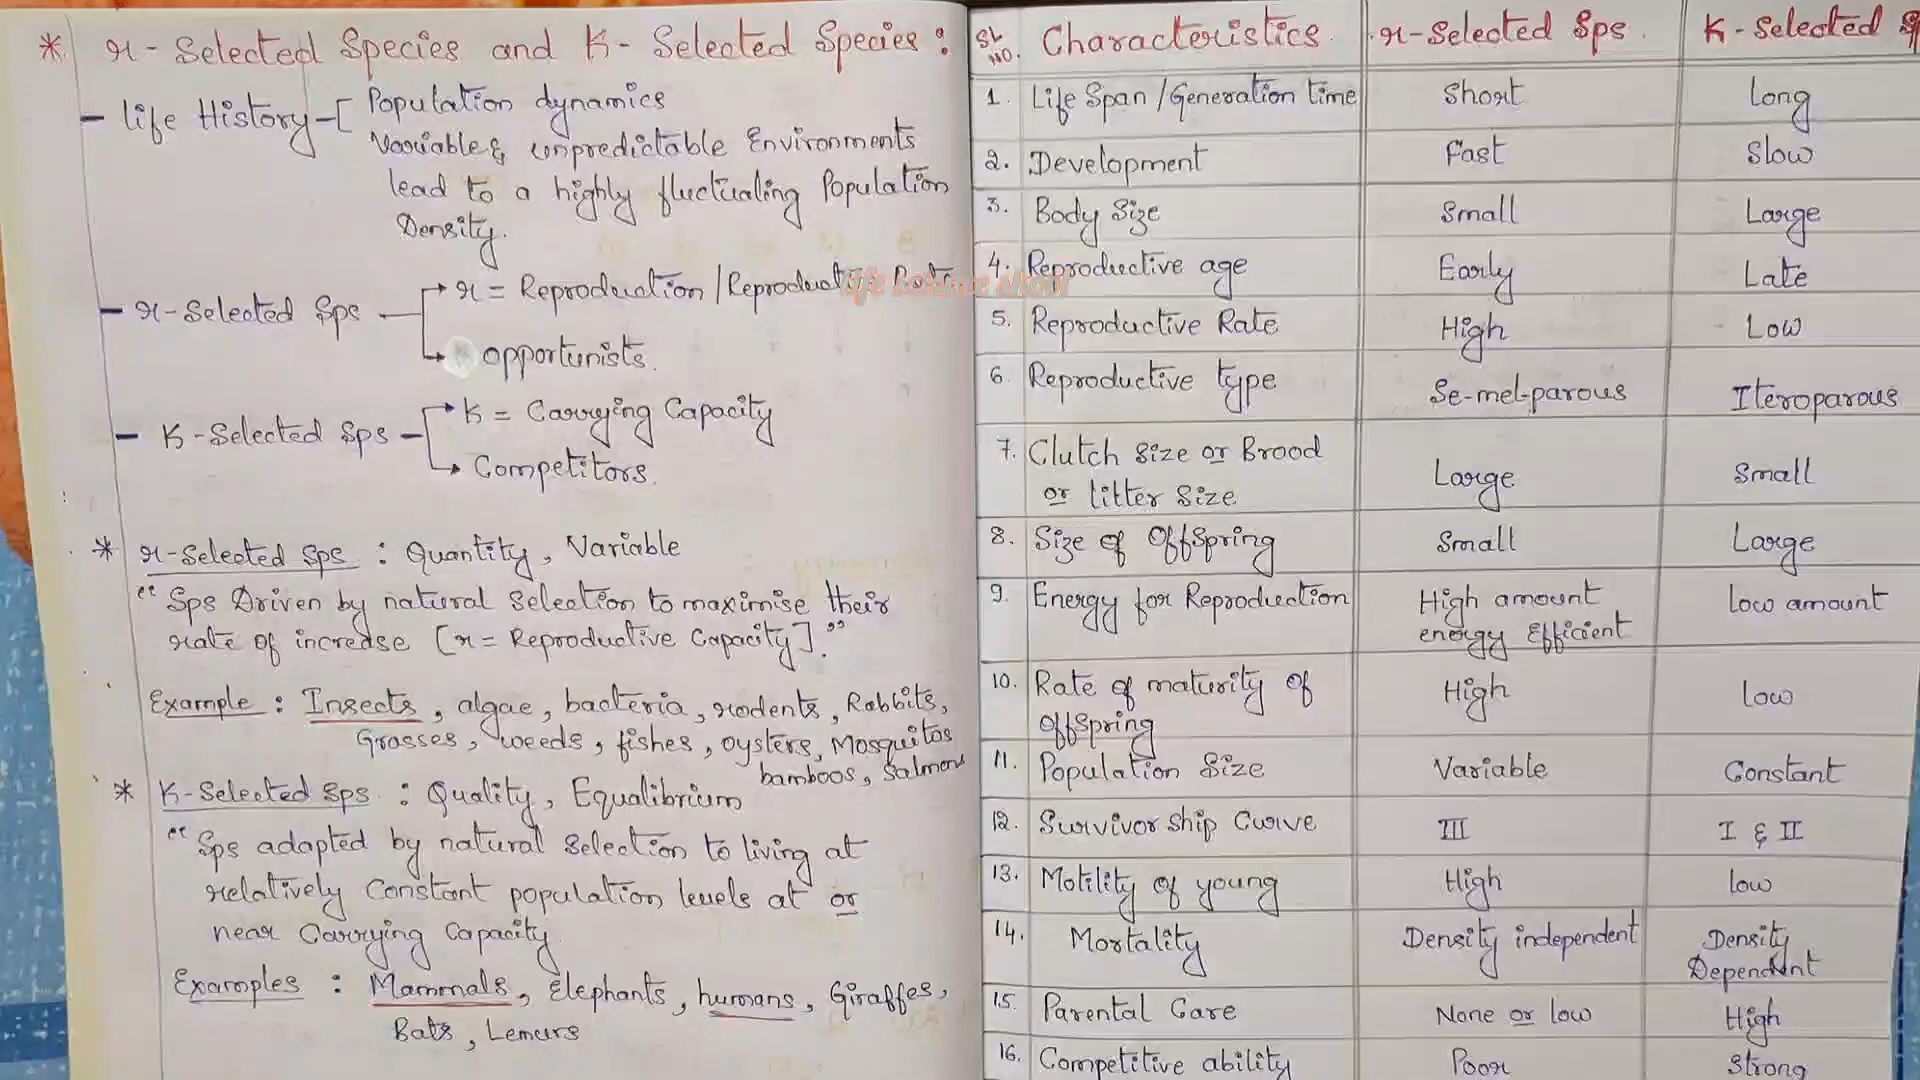 * r-Selected Species and K-Selected Species :
- Life History -[ Population dynamics
Variable & unpredictable Environments
lead to a highly fluctualing Population
Density.
- r-Selected Sps
r = Reproduction / Reproductive Rate
opportunists.
- K-Selected Sps
K = Carrying Capacity
Competitors.
* r-Selected Sps : Quantity, Variable
"Sps Driven by natural Selection to maximise their
rate of increase [r = Reproductive Capacity]."
Example : Insects, algae, bacteria, rodents, Rabbits,
Grasses, weeds, fishes, oysters, Mosquitos
bamboos, Salmons
* K-Selected Sps : Quality, Equalibrium
"Sps adapted by natural Selection to living at
relatively Constant population levels at or
near Carrying Capacity
Examples : Mammals, Elephants, humans, Giraffes,
Bats, Lemurs
Sl. NO. Characteristics r-Selected Sps. K-Selected
1. Life Span / Generation time Short Long
2. Development Fast Slow
3. Body Size Small Large
4. Reproductive age Early Late
5. Reproductive Rate High Low
6. Reproductive type Se-mel-parous Iteroparous
7. Clutch Size or Brood
or litter Size Large Small
8. Size of Offspring Small Large
9. Energy for Reproduction High amount Low amount
energy Efficient
10. Rate of maturity of High Low
Offspring
11. Population Size Variable Constant
12. Survivor Ship Curve III I & II
13. Motility of young High low
14. Mortality Density independent Density
Dependent
15. Parental Care None or low High
16. Competitive ability Poor Strong